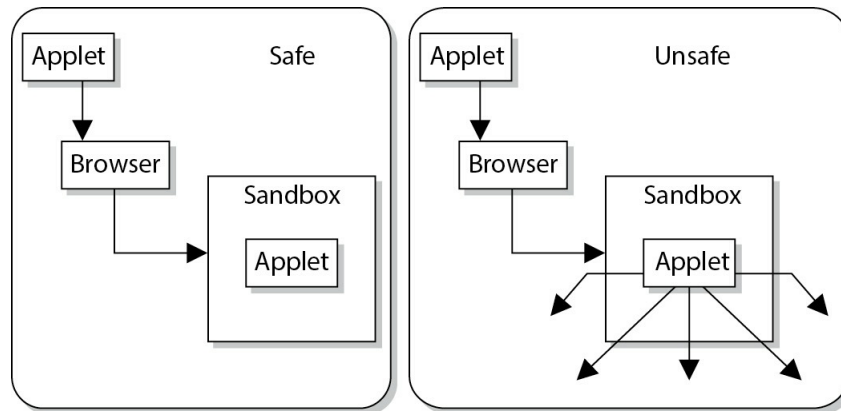 Applet
Safe
Browser
Sandbox
Applet
Applet
Unsafe
Browser
Sandbox
Applet